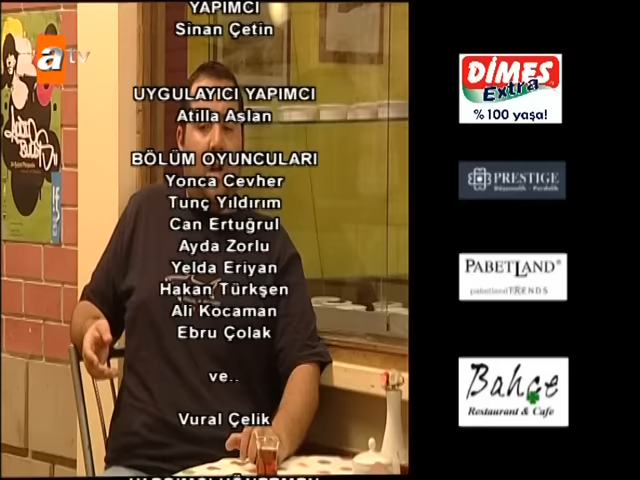 YAPIMCI
Sinan Çetin
UYGULAYICI YAPIMCI
Atilla Aslan
BÖLÜM OYUNCULARI
Yonca Cevher
Tunç Yıldırım
Can Ertuğrul
Ayda Zorlu
Yelda Eriyan
Hakan Türkşen
Ali Kocaman
Ebru Çolak
ve..
Vural Çelik
atv
DİMES
Extra
%100 yaşa!
PRESTIGE
PABETLAND®
pabetlandTRENDS
Bahçe
Restaurant & Cafe